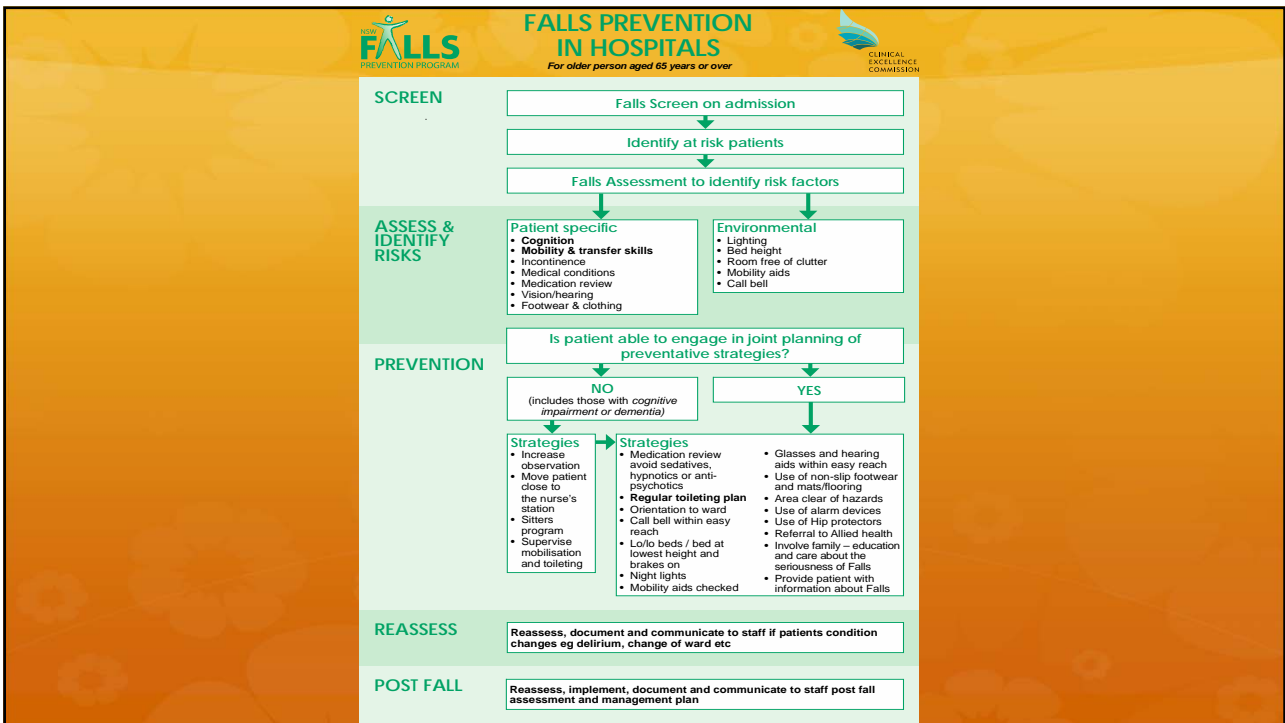 NSW
FALLS
PREVENTION PROGRAM
FALLS PREVENTION
IN HOSPITALS
For older person aged 65 years or over
CLINICAL
EXCELLENCE
COMMISSION
SCREEN
Falls Screen on admission
Identify at risk patients
Falls Assessment to identify risk factors
ASSESS &
IDENTIFY
RISKS
Patient specific
• Cognition
• Mobility & transfer skills
• Incontinence
• Medical conditions
• Medication review
• Vision/hearing
• Footwear & clothing
Environmental
• Lighting
• Bed height
• Room free of clutter
• Mobility aids
• Call bell
Is patient able to engage in joint planning of
preventative strategies?
PREVENTION
NO
(includes those with cognitive
impairment or dementia)
YES
Strategies
• Increase
observation
• Move patient
close to
the nurse's
station
• Sitters
program
• Supervise
mobilisation
and toileting
Strategies
• Medication review
avoid sedatives,
hypnotics or anti-
psychotics
• Regular toileting plan
• Orientation to ward
• Call bell within easy
reach
• Lo/lo beds / bed at
lowest height and
brakes on
• Night lights
• Mobility aids checked
• Glasses and hearing
aids within easy reach
• Use of non-slip footwear
and mats/flooring
• Area clear of hazards
• Use of alarm devices
• Use of Hip protectors
• Referral to Allied health
• Involve family – education
and care about the
seriousness of Falls
• Provide patient with
information about Falls
REASSESS
Reassess, document and communicate to staff if patients condition
changes eg delirium, change of ward etc
POST FALL
Reassess, implement, document and communicate to staff post fall
assessment and management plan